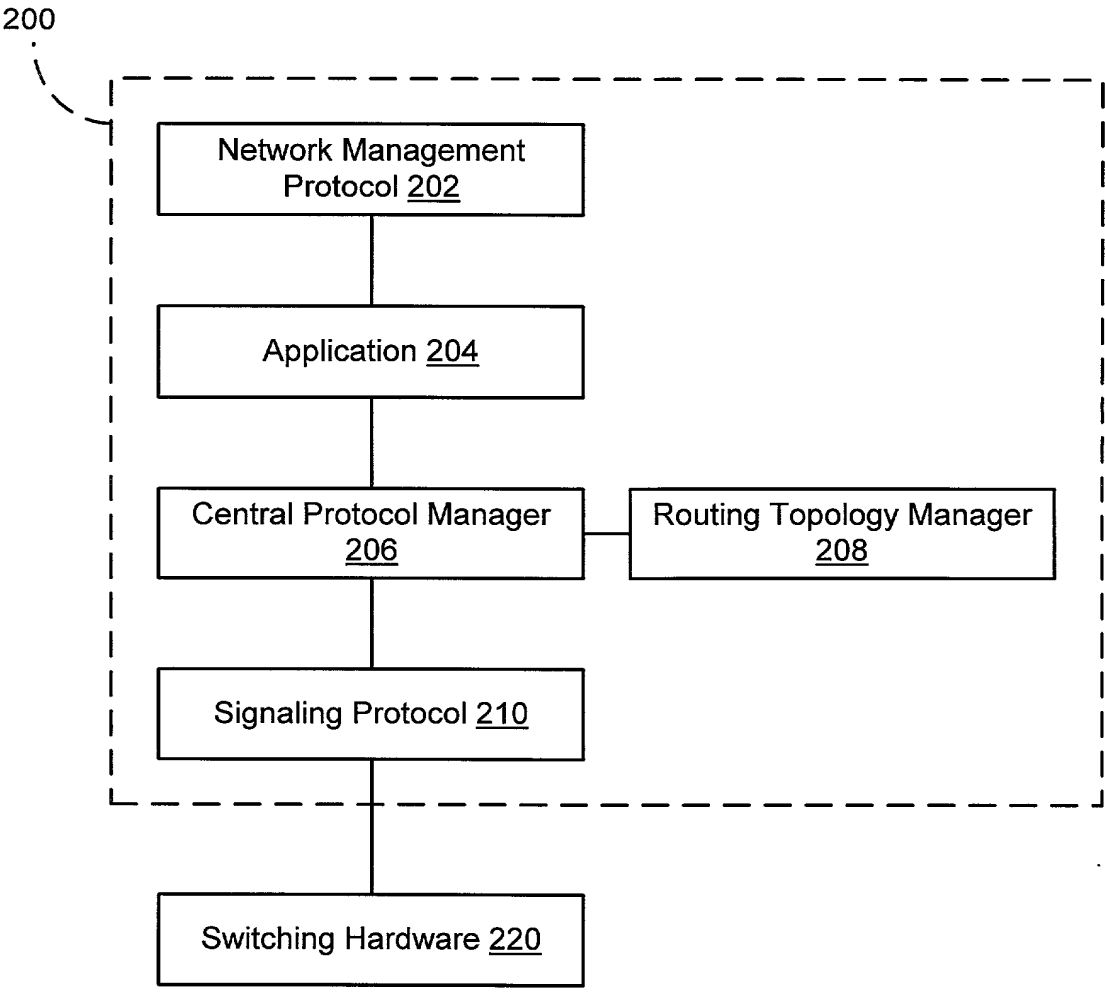 200
Network Management
Protocol 202
Application 204
Central Protocol Manager
206
Routing Topology Manager
208
Signaling Protocol 210
Switching Hardware 220